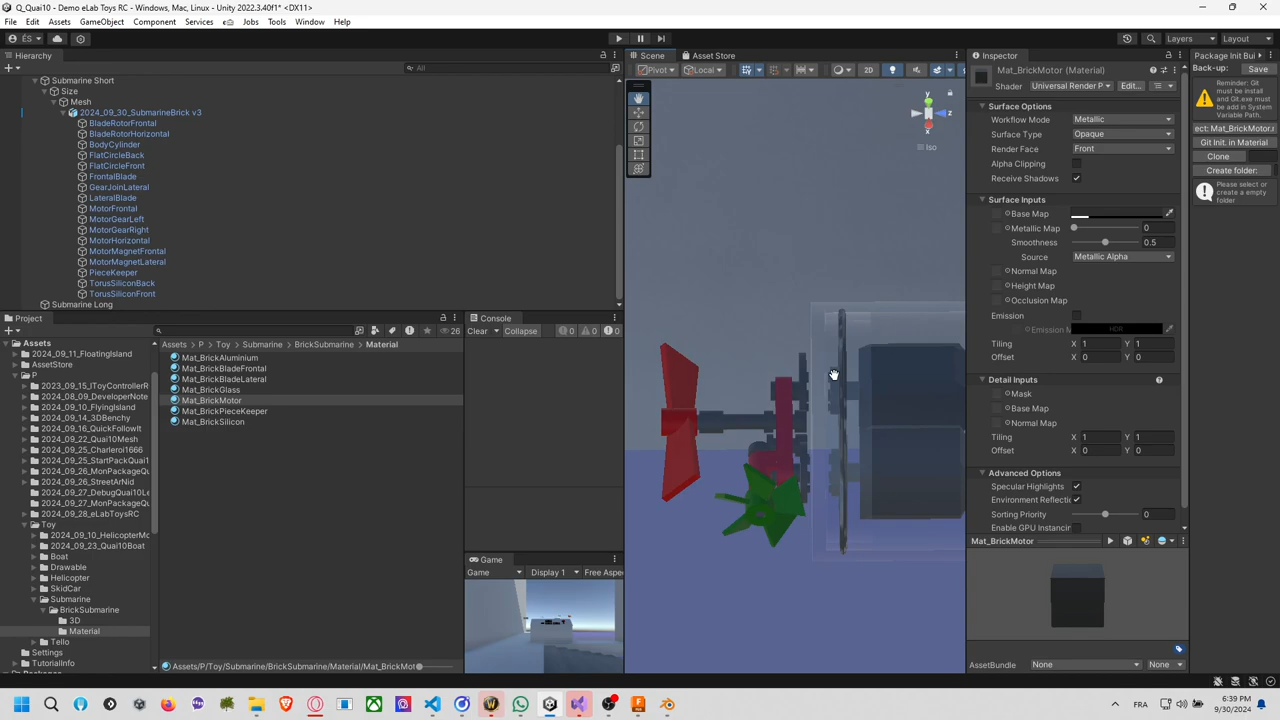 Q_Quai10 - Demo eLab Toys RC - Windows, Mac, Linux - Unity 2022.3.40f1* <DX11>
File Edit Assets GameObject Component Services Jobs Tools Window Help
ÉS Layers Layout
Hierarchy
All
Submarine Short
Size
Mesh
2024_09_30_SubmarineBrick v3
BladeRotorFrontal
BladeRotorHorizontal
BodyCylinder
FlatCircleBack
FlatCircleFront
FrontalBlade
GearJoinLateral
LateralBlade
MotorFrontal
MotorGearLeft
MotorGearRight
MotorHorizontal
MotorMagnetFrontal
MotorMagnetLateral
PieceKeeper
TorusSiliconBack
TorusSiliconFront
Submarine Long
Project
26
Assets
2024_09_11_FloatingIsland
AssetStore
P
2023_09_15_IToyControllerR
2024_08_09_DeveloperNote
2024_09_10_FlyingIsland
2024_09_14_3DBenchy
2024_09_16_QuickFollowIt
2024_09_22_Quai10Mesh
2024_09_25_Charleroi1666
2024_09_25_StartPackQuai1
2024_09_26_MonPackageQu
2024_09_26_StreetArNid
2024_09_27_DebugQuai10Le
2024_09_27_MonPackageQu
2024_09_28_eLabToysRC
Toy
2024_09_10_HelicopterMo
2024_09_23_Quai10Boat
Boat
Drawable
Helicopter
SkidCar
Submarine
BrickSubmarine
3D
Material
Tello
Settings
TutorialInfo
Assets > P > Toy > Submarine > BrickSubmarine > Material
Mat_BrickAluminium
Mat_BrickBladeFrontal
Mat_BrickBladeLateral
Mat_BrickGlass
Mat_BrickMotor
Mat_BrickPieceKeeper
Mat_BrickSilicon
Assets/P/Toy/Submarine/BrickSubmarine/Material/Mat_BrickMot
Console
Clear Collapse 0 0 0
Game
Game Display 1 Free Aspe
Scene Asset Store
Pivot Local 2D
y
z
Iso
Inspector
Mat_BrickMotor (Material)
Shader Universal Render P Edit...
Surface Options
Workflow Mode Metallic
Surface Type Opaque
Render Face Front
Alpha Clipping
Receive Shadows
Surface Inputs
Base Map
Metallic Map 0
Smoothness 0.5
Source Metallic Alpha
Normal Map
Height Map
Occlusion Map
Emission
Emission M HDR
Tiling X 1 Y 1
Offset X 0 Y 0
Detail Inputs
Mask
Base Map
Normal Map
Tiling X 1 Y 1
Offset X 0 Y 0
Advanced Options
Specular Highlights
Environment Reflectic
Sorting Priority 0
Enable GPU Instancin
Mat_BrickMotor
AssetBundle None None
Package Init Bui
Back-up: Save
Reminder: Git must be install and Git.exe must be add in System Variable Path.
ect: Mat_BrickMotor.r
Git Init. in Material
Clone
Create folder:
Please select or create a empty folder
FRA 6:39 PM
9/30/2024